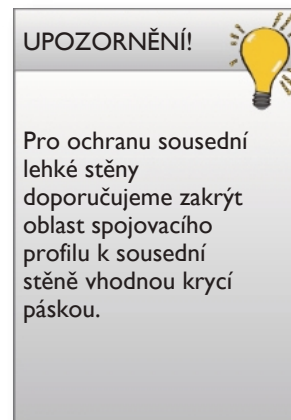 UPOZORNĚNÍ!
Pro ochranu sousední
lehké stěny
doporučujeme zakrýt
oblast spojovacího
profilu k sousední
stěně vhodnou krycí
páskou.